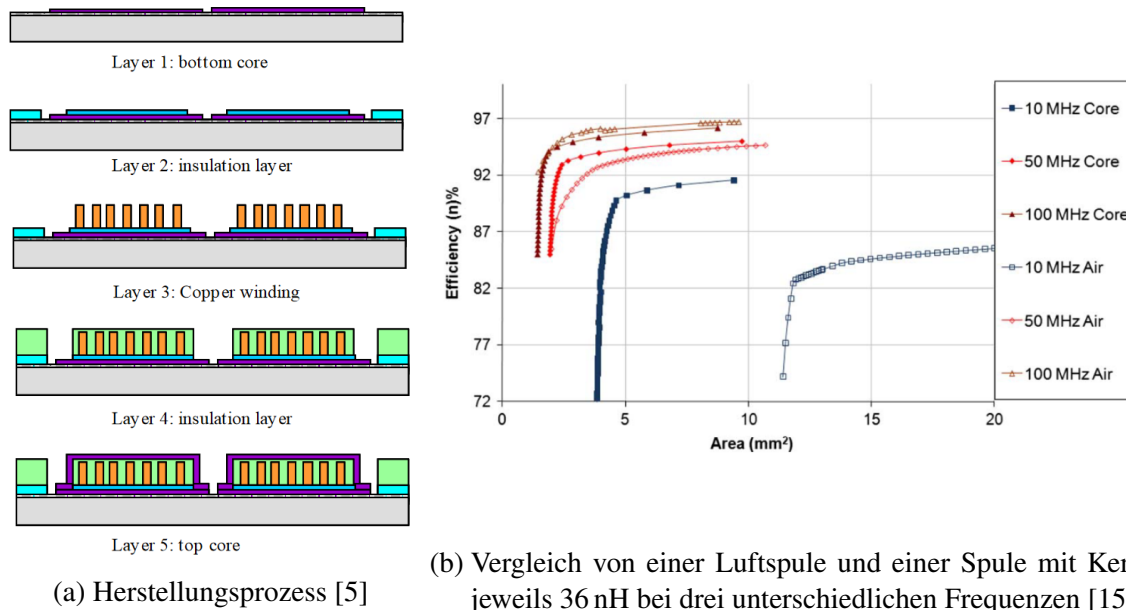 Layer 1: bottom core
Layer 2: insulation layer
Layer 3: Copper winding
Layer 4: insulation layer
Layer 5: top core
(a) Herstellungsprozess [5]
Efficiency (n)%
97
92
87
82
77
72
0
5
10
15
20
Area (mm²)
10 MHz Core
50 MHz Core
100 MHz Core
10 MHz Air
50 MHz Air
100 MHz Air
(b) Vergleich von einer Luftspule und einer Spule mit Ker
jeweils 36 nH bei drei unterschiedlichen Frequenzen [15